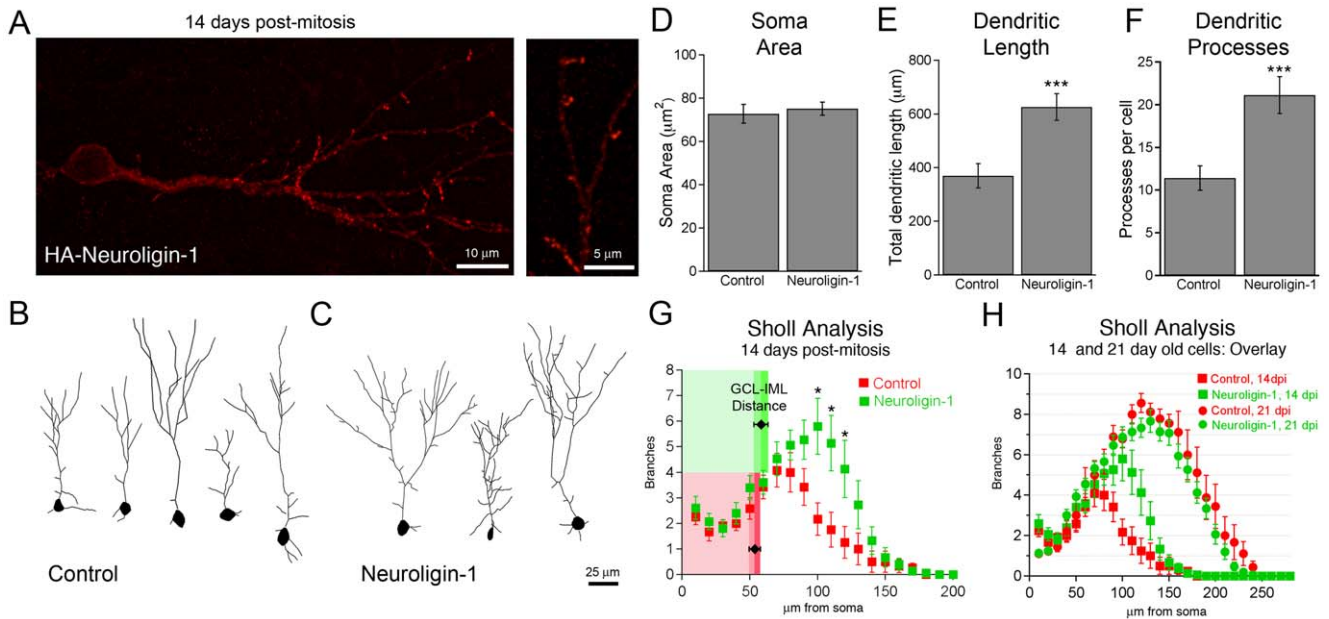 A
14 days post-mitosis
HA-Neuroligin-1
10 μm
5 μm
B
Control
C
Neuroligin-1
25 μm
D
Soma
Area
Soma Area (μm²)
100
80
60
40
20
0
Control
Neuroligin-1
E
Dendritic
Length
Total dendritic length (μm)
800
600
400
200
0
***
Control
Neuroligin-1
F
Dendritic
Processes
Processes per cell
25
20
15
10
5
0
***
Control
Neuroligin-1
G
Sholl Analysis
14 days post-mitosis
Branches
8
7
6
5
4
3
2
1
0
GCL-IML
Distance
Control
Neuroligin-1
* * *
0 50 100 150 200
μm from soma
H
Sholl Analysis
14 and 21 day old cells: Overlay
Branches
10
8
6
4
2
0
Control, 14dpi
Neuroligin-1, 14 dpi
Control, 21 dpi
Neuroligin-1, 21 dpi
0 50 100 150 200 250
μm from soma